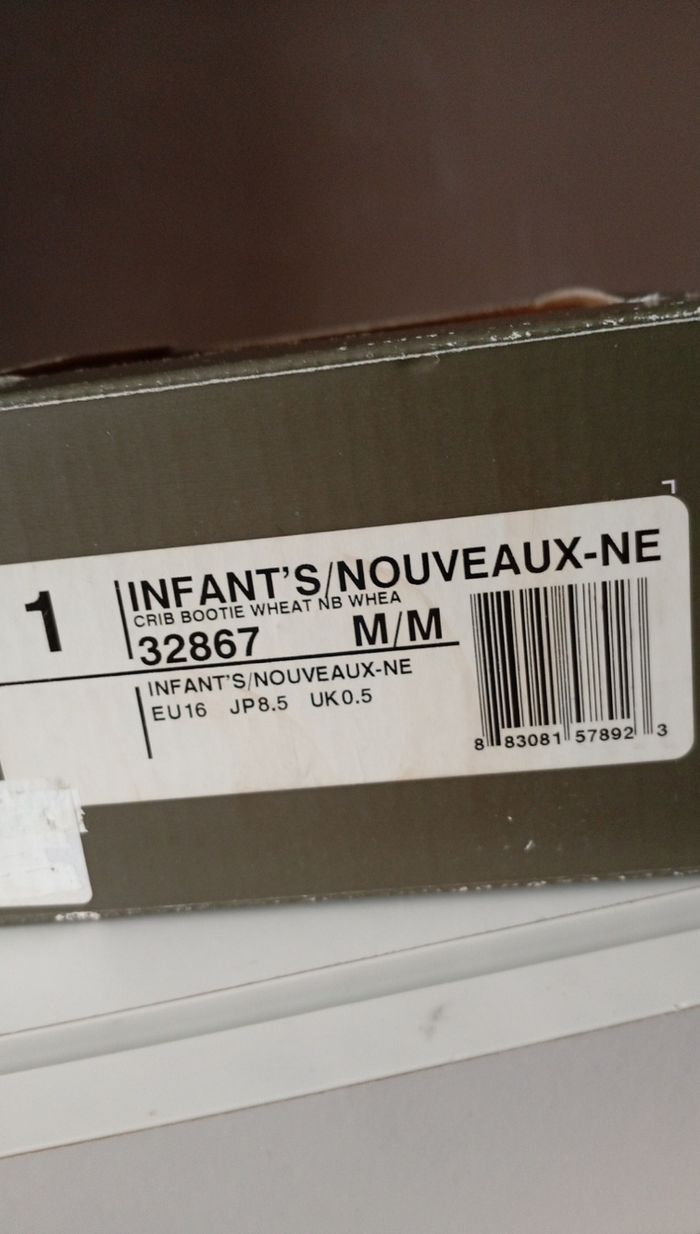 1
INFANT'S/NOUVEAUX-NE
CRIB BOOTIE WHEAT NB WHEA
32867 M/M
INFANT'S/NOUVEAUX-NE
EU16 JP8.5 UK0.5
8 83081 57892 3